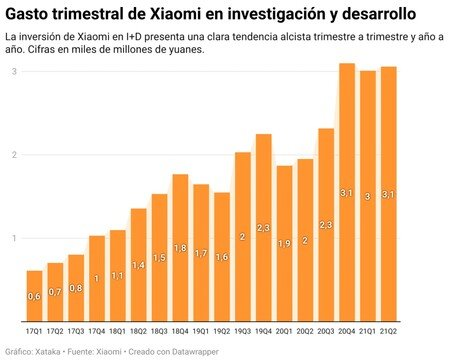 Gasto trimestral de Xiaomi en investigación y desarrollo
La inversión de Xiaomi en I+D presenta una clara tendencia alcista trimestre a trimestre y año a
año. Cifras en miles de millones de yuanes.
3
2
1
0,6 0,7 0,8 1 1,1 1,4 1,5 1,8 1,7 1,6 2 2,3 1,9 2 2,3 3,1 3 3,1
17Q1 17Q2 17Q3 17Q4 18Q1 18Q2 18Q3 18Q4 19Q1 19Q2 19Q3 19Q4 20Q1 20Q2 20Q3 20Q4 21Q1 21Q2
Gráfico: Xataka • Fuente: Xiaomi • Creado con Datawrapper